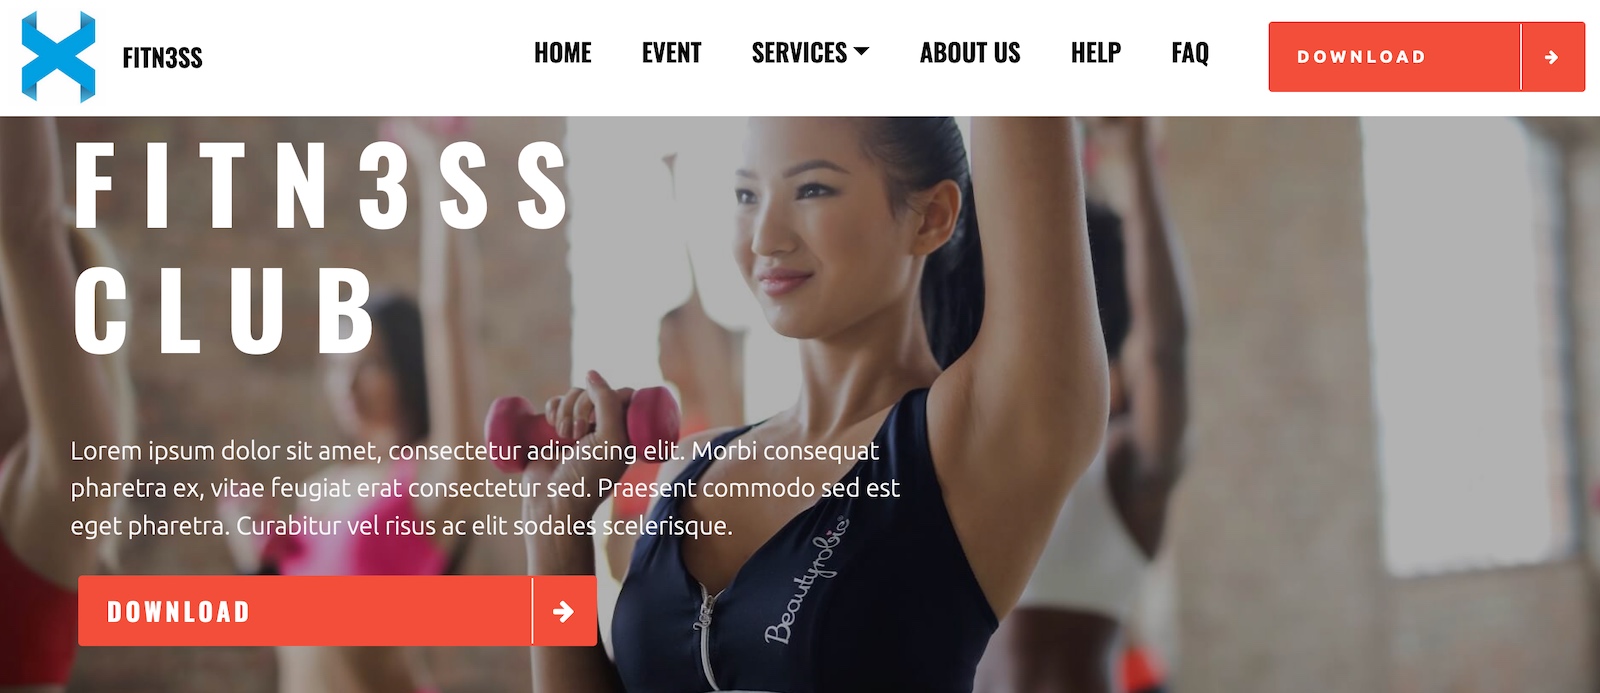 FITN3SS
HOME EVENT SERVICES ABOUT US HELP FAQ
DOWNLOAD
FITN3SS
CLUB
Lorem ipsum dolor sit amet, consectetur adipiscing elit. Morbi consequat
pharetra ex, vitae feugiat erat consectetur sed. Praesent commodo sed est
eget pharetra. Curabitur vel risus ac elit sodales scelerisque.
DOWNLOAD
Beautyrobic®